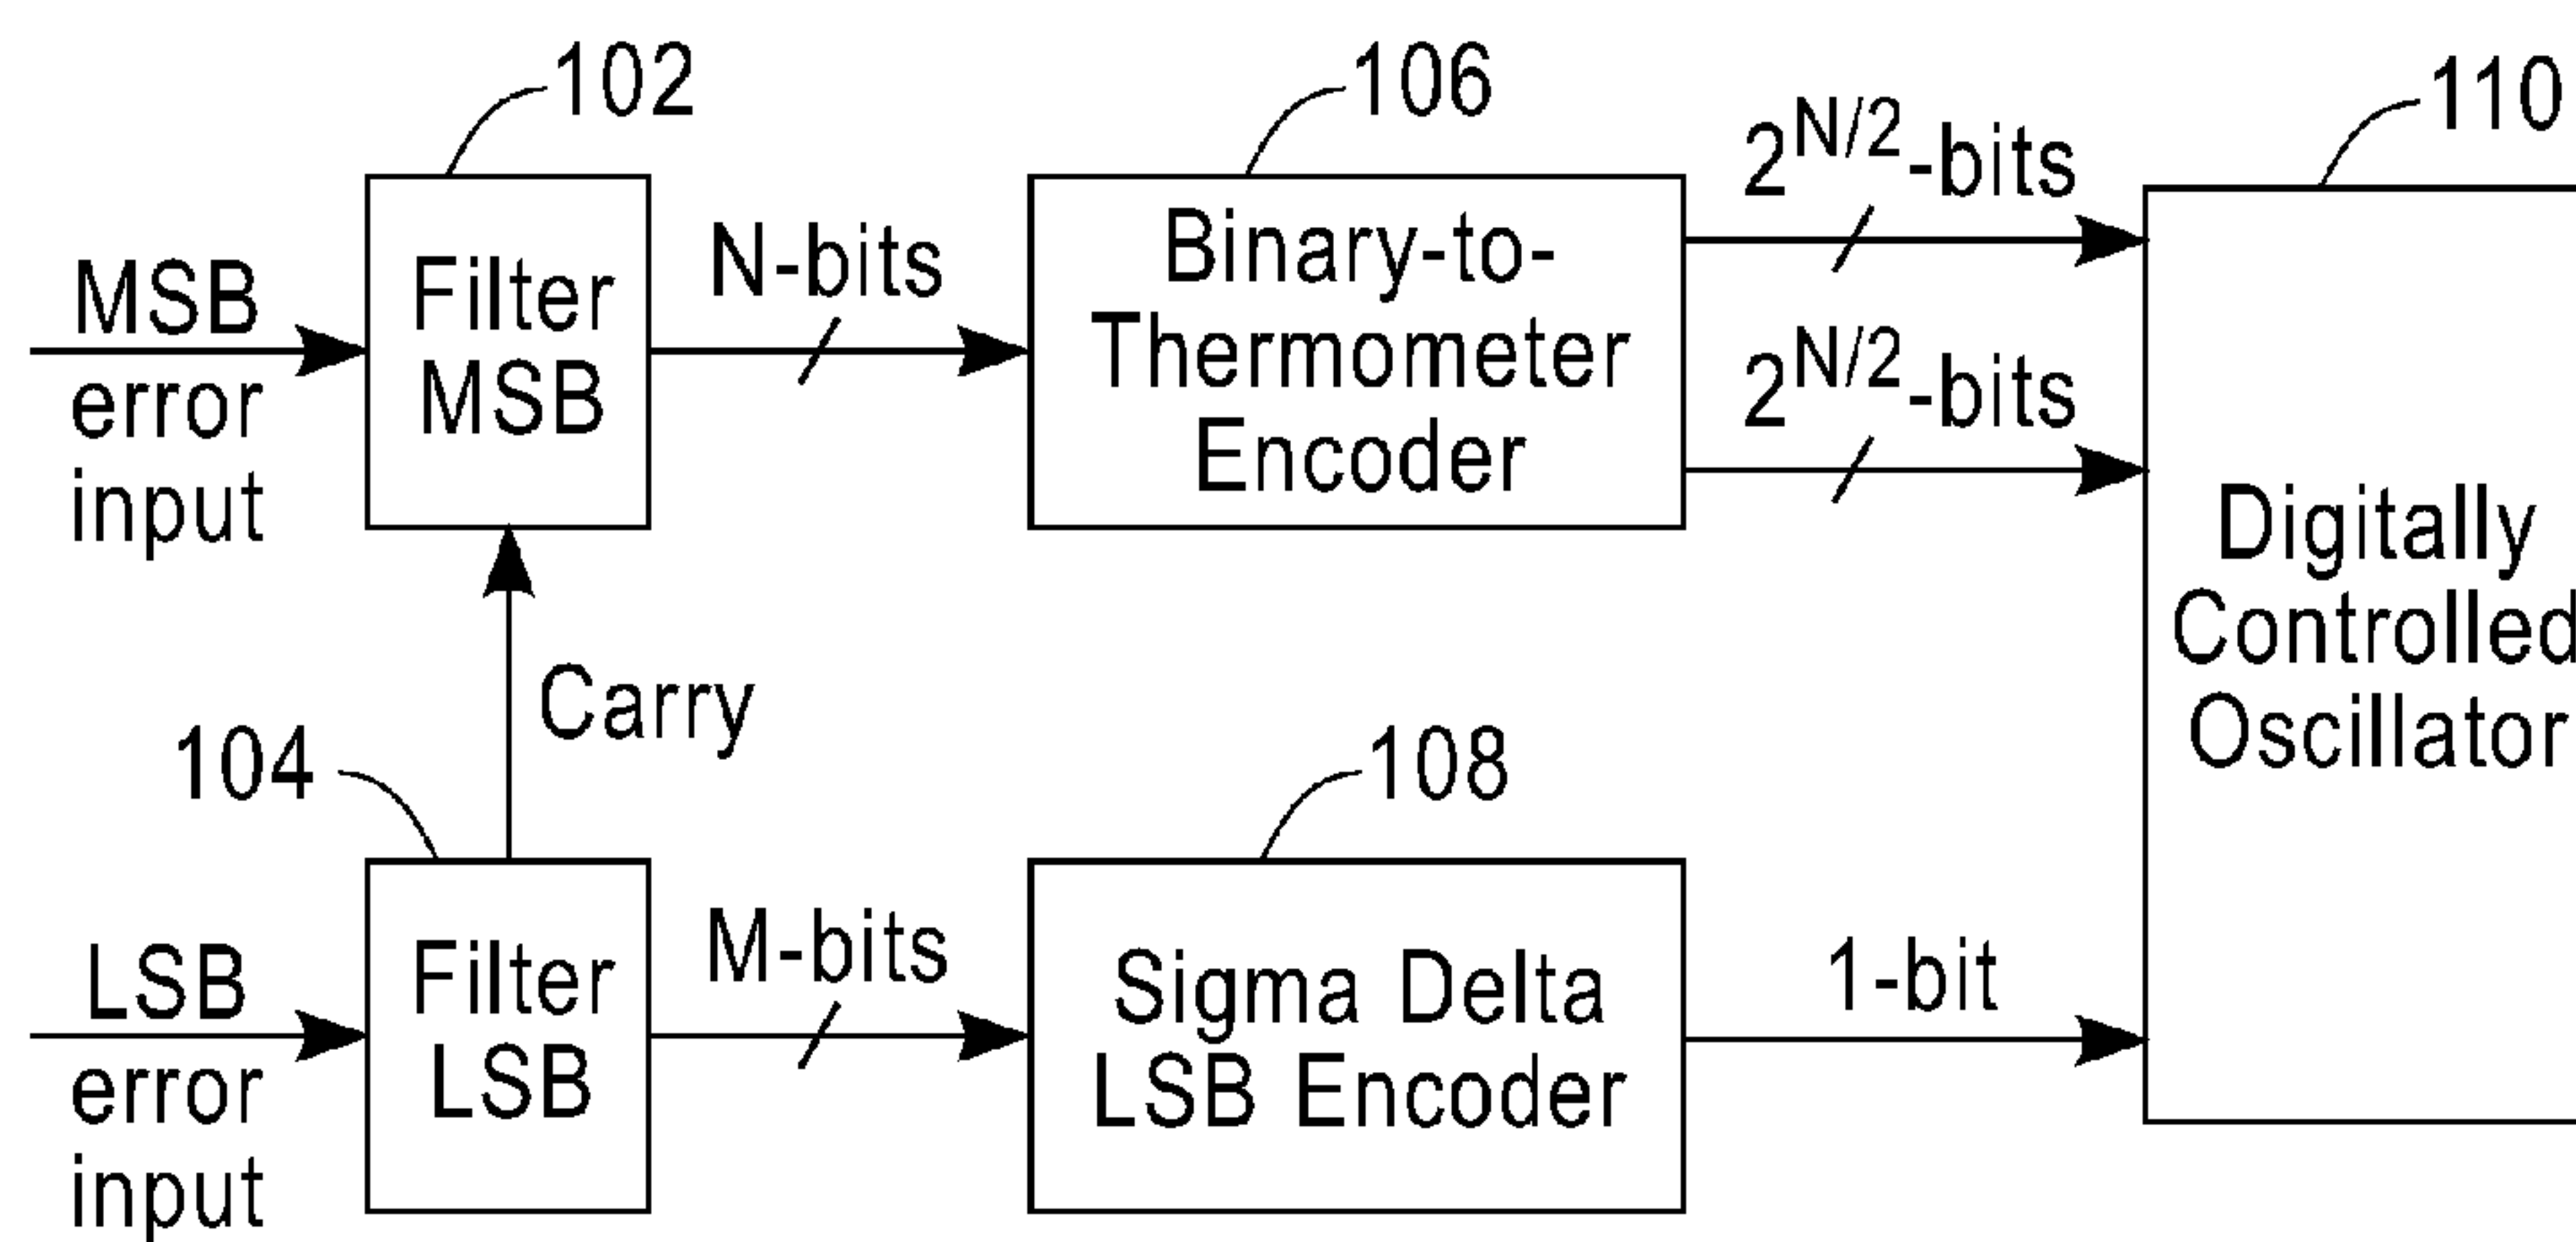 102
106
110
MSB
error
input
Filter
MSB
N-bits
Binary-to-
Thermometer
Encoder
2^{N/2}-bits
2^{N/2}-bits
Digitally
Controlled
Oscillator
Carry
104
108
LSB
error
input
Filter
LSB
M-bits
Sigma Delta
LSB Encoder
1-bit